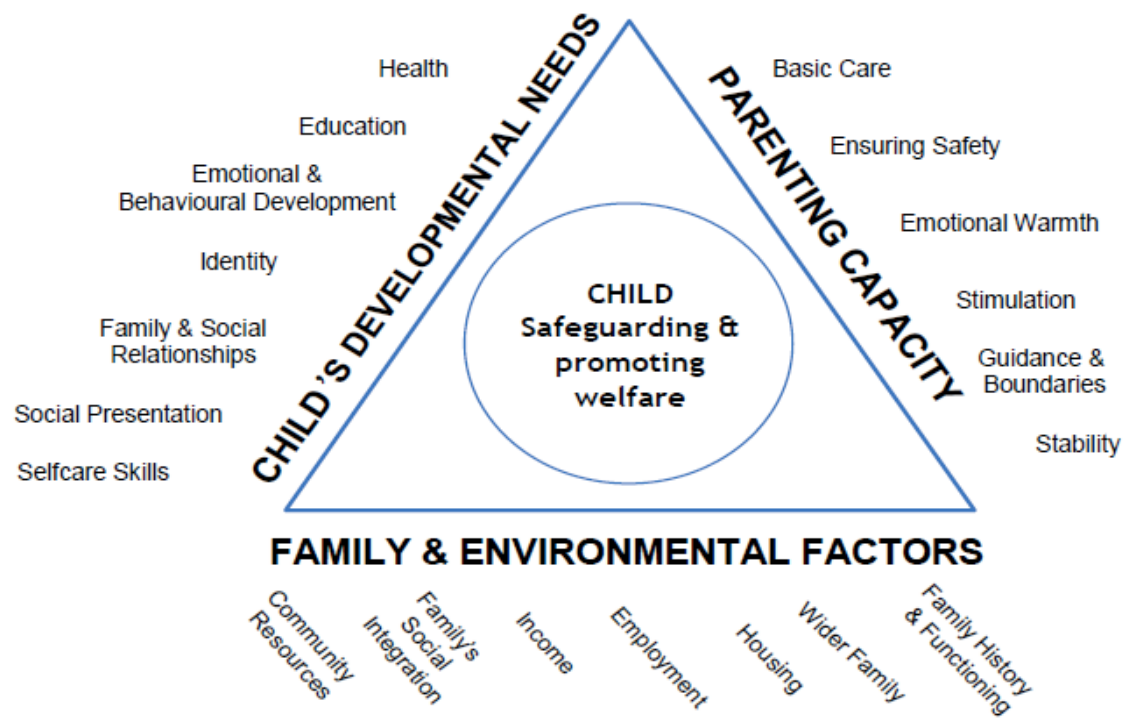 CHILD'S DEVELOPMENTAL NEEDS
Health
Education
Emotional &
Behavioural Development
Identity
Family & Social
Relationships
Social Presentation
Selfcare Skills
PARENTING CAPACITY
Basic Care
Ensuring Safety
Emotional Warmth
Stimulation
Guidance &
Boundaries
Stability
CHILD
Safeguarding &
promoting
welfare
FAMILY & ENVIRONMENTAL FACTORS
Community
Resources
Family's
Social
Integration
Income
Employment
Housing
Wider Family
Family History
& Functioning